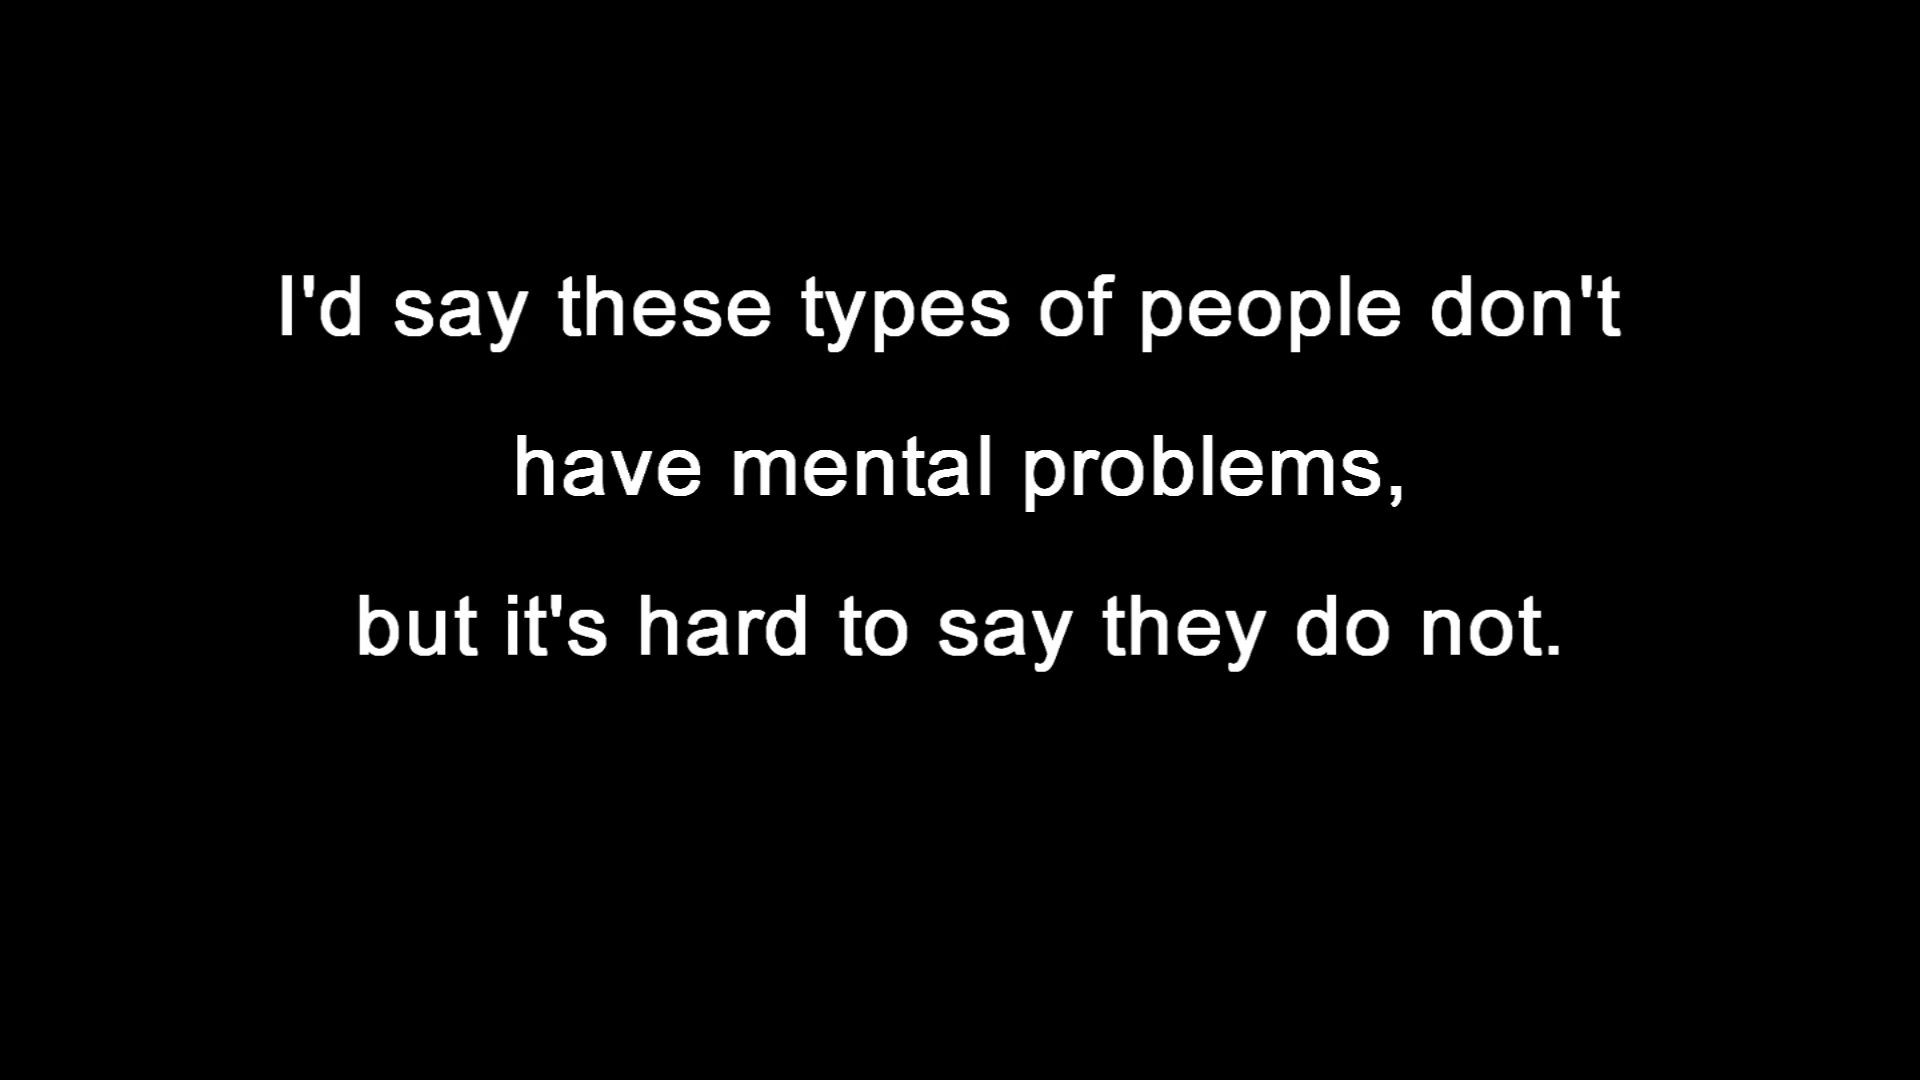 I'd say these types of people don't
have mental problems,
but it's hard to say they do not.